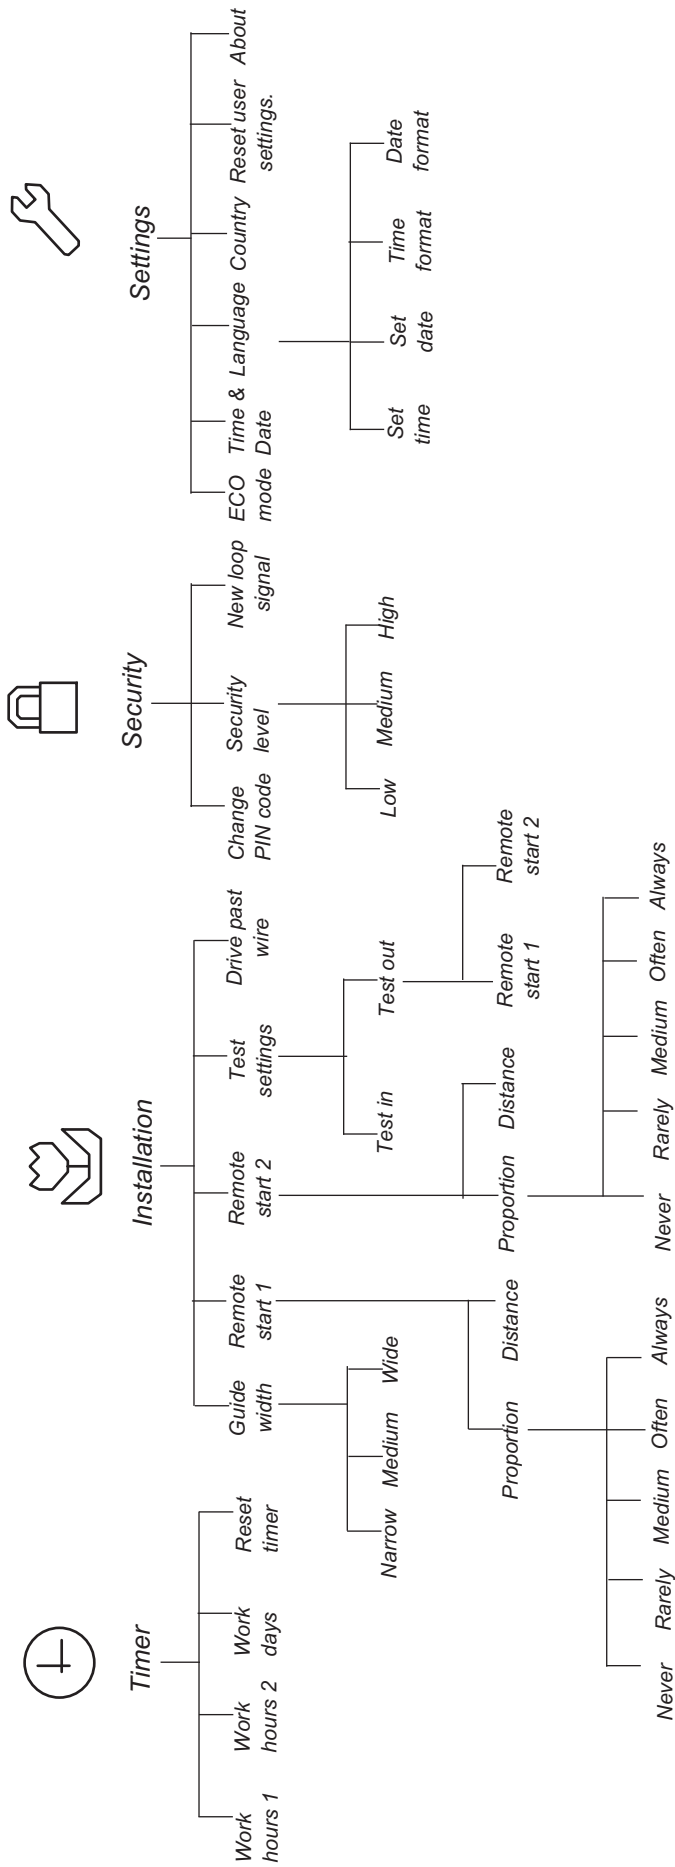 Timer
Work
hours 1
Work
hours 2
Work
days
Reset
timer
Installation
Guide
width
Narrow
Medium
Wide
Remote
start 1
Proportion
Never
Rarely
Medium
Often
Always
Distance
Remote
start 2
Proportion
Never
Rarely
Medium
Often
Always
Distance
Test
settings
Test in
Test out
Remote
start 1
Remote
start 2
Drive past
wire
Security
Change
PIN code
Security
level
Low
Medium
High
New loop
signal
Settings
ECO
mode
Time &
Date
Language
Set
time
Set
date
Time
format
Date
format
Country
Reset user
settings.
About